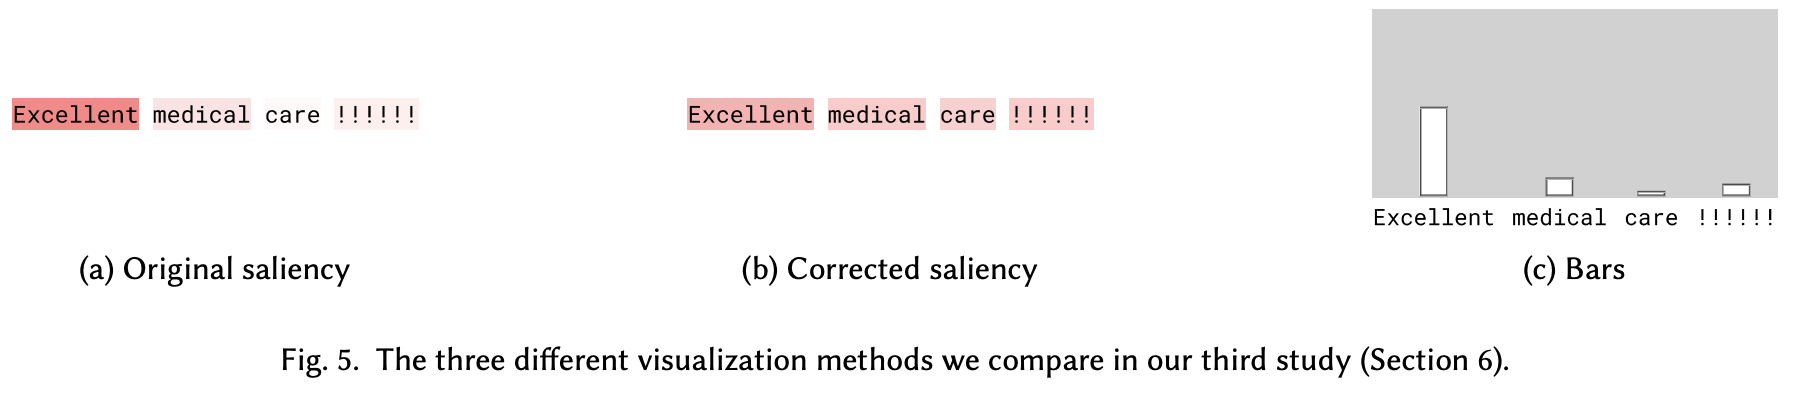 Excellent medical care !!!!!!
Excellent medical care !!!!!!
Excellent medical care !!!!!!
(a) Original saliency
(b) Corrected saliency
(c) Bars
Fig. 5. The three different visualization methods we compare in our third study (Section 6).